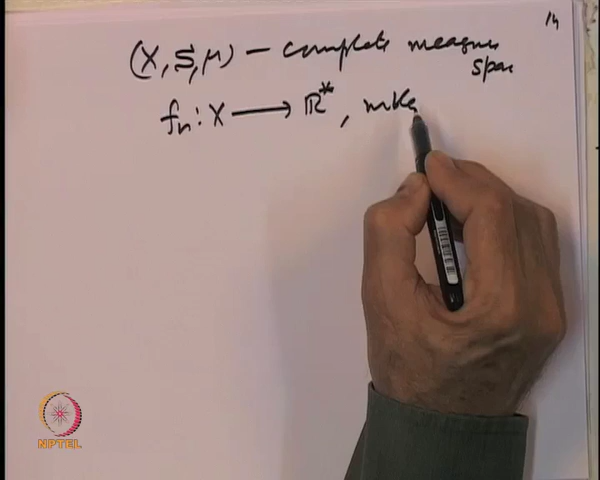 14
(X, S, μ) — complete measure
space
fn : X ⟶ ℝ*, mble
NPTEL